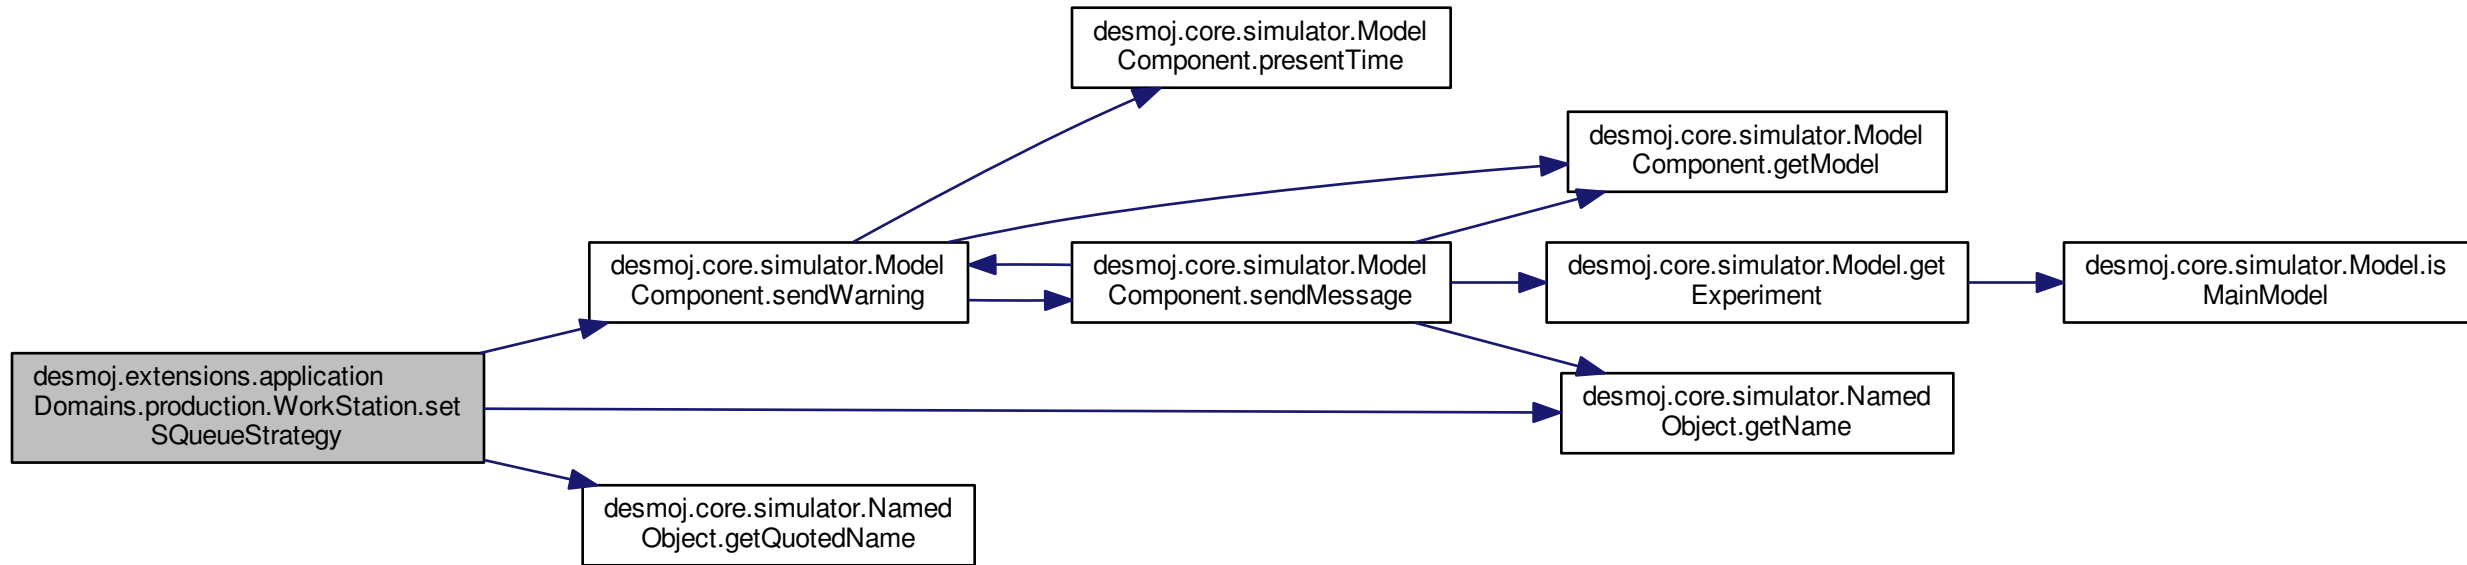 desmoj.core.simulator.Model
Component.presentTime
desmoj.core.simulator.Model
Component.getModel
desmoj.core.simulator.Model
Component.sendWarning
desmoj.core.simulator.Model
Component.sendMessage
desmoj.core.simulator.Model.get
Experiment
desmoj.core.simulator.Model.is
MainModel
desmoj.extensions.application
Domains.production.WorkStation.set
SQueueStrategy
desmoj.core.simulator.Named
Object.getName
desmoj.core.simulator.Named
Object.getQuotedName